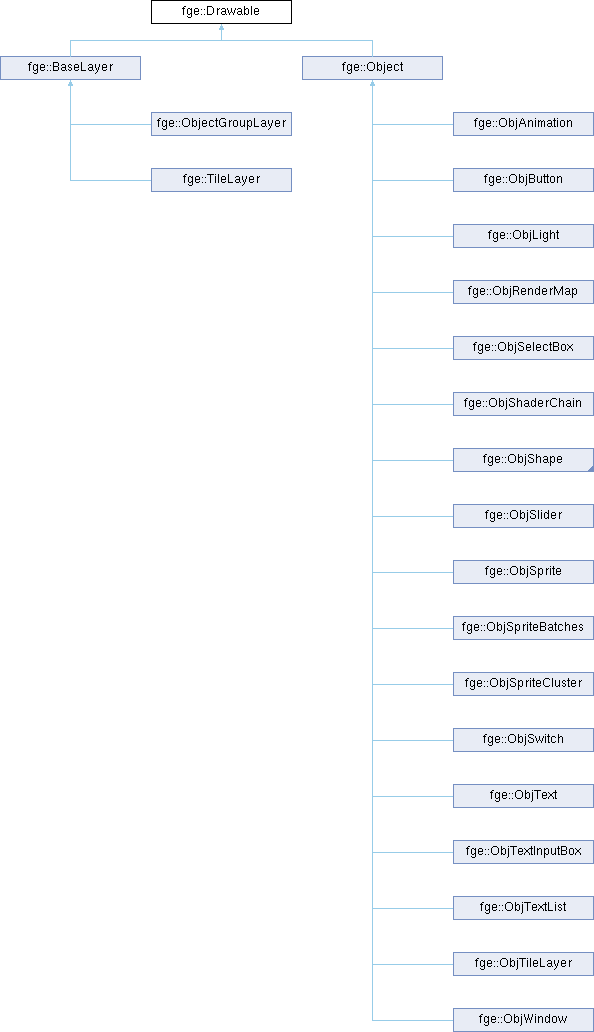 fge::Drawable
fge::BaseLayer
fge::Object
fge::ObjectGroupLayer
fge::ObjAnimation
fge::TileLayer
fge::ObjButton
fge::ObjLight
fge::ObjRenderMap
fge::ObjSelectBox
fge::ObjShaderChain
fge::ObjShape
fge::ObjSlider
fge::ObjSprite
fge::ObjSpriteBatches
fge::ObjSpriteCluster
fge::ObjSwitch
fge::ObjText
fge::ObjTextInputBox
fge::ObjTextList
fge::ObjTileLayer
fge::ObjWindow